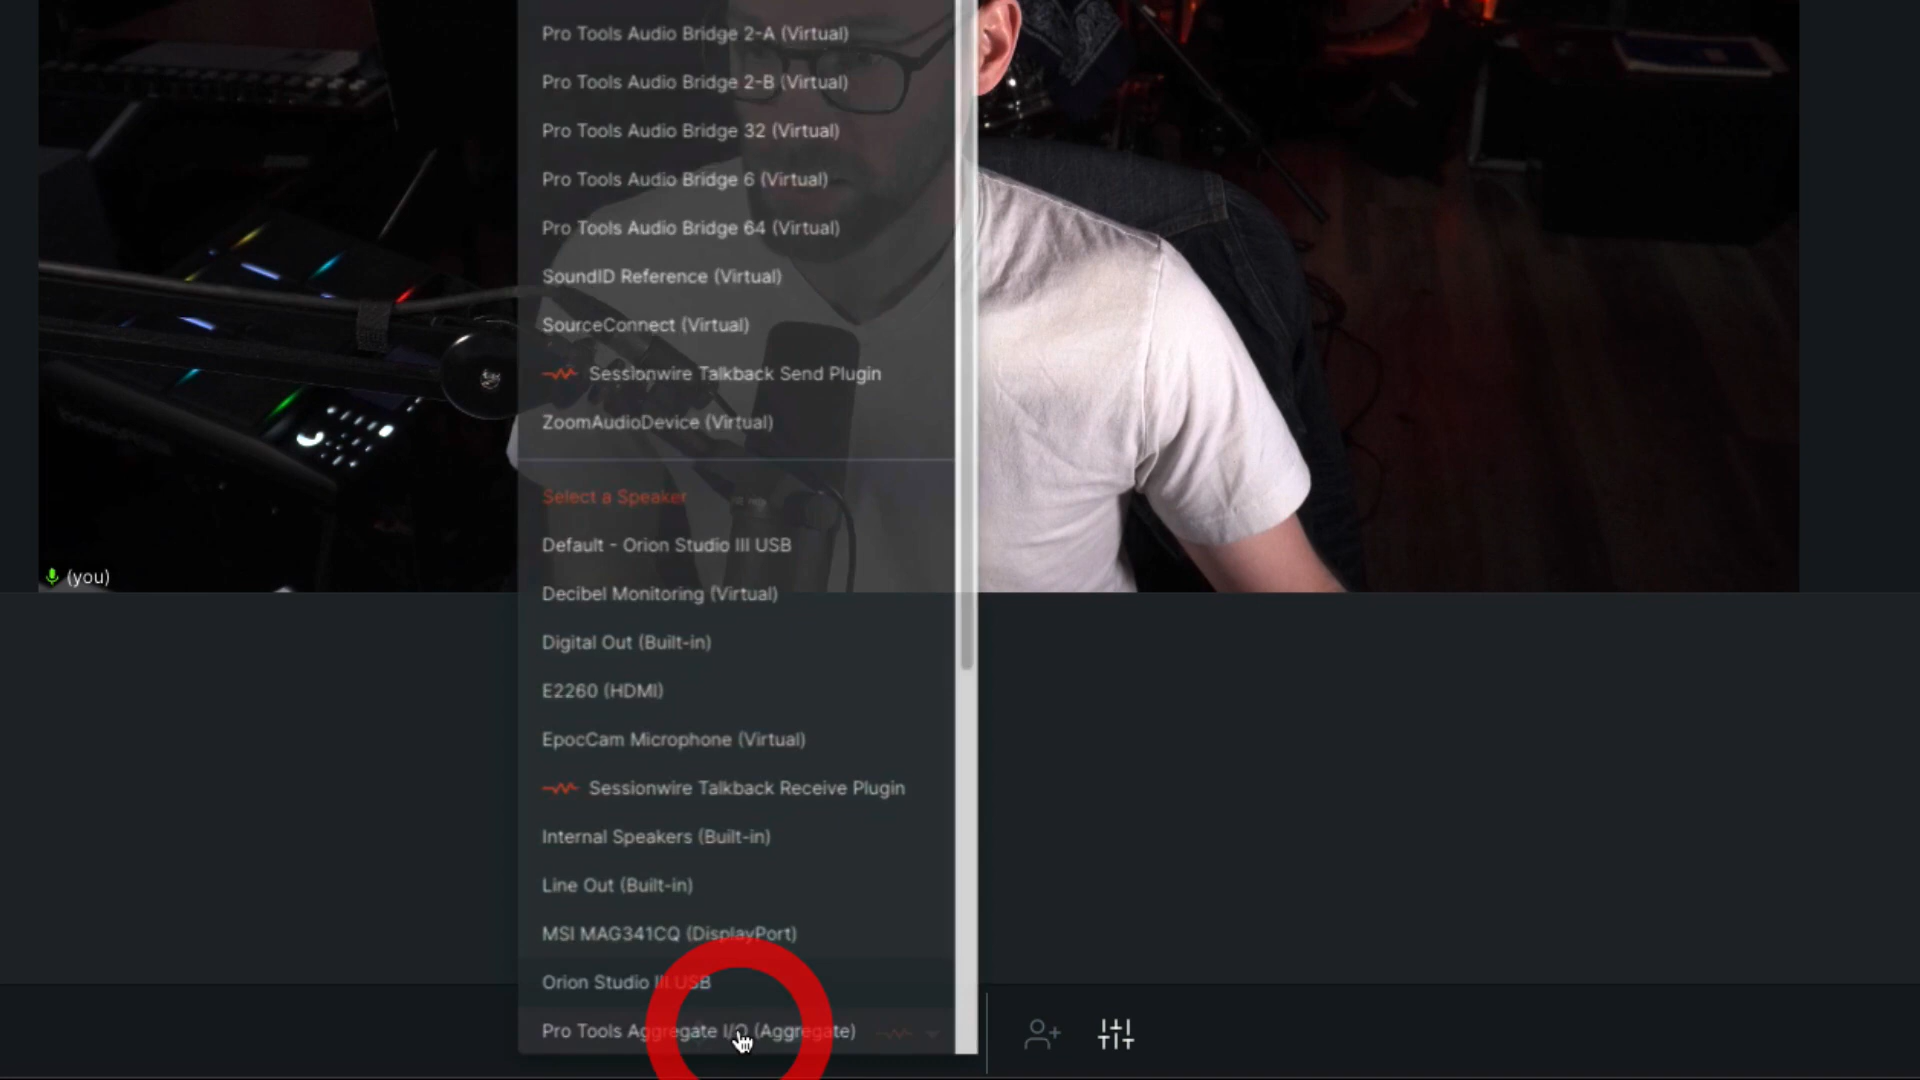 Pro Tools Audio Bridge 2-A (Virtual)
Pro Tools Audio Bridge 2-B (Virtual)
Pro Tools Audio Bridge 32 (Virtual)
Pro Tools Audio Bridge 6 (Virtual)
Pro Tools Audio Bridge 64 (Virtual)
SoundID Reference (Virtual)
SourceConnect (Virtual)
Sessionwire Talkback Send Plugin
ZoomAudioDevice (Virtual)
Select a Speaker
Default - Orion Studio III USB
(you)
Decibel Monitoring (Virtual)
Digital Out (Built-in)
E2260 (HDMI)
EpocCam Microphone (Virtual)
Sessionwire Talkback Receive Plugin
Internal Speakers (Built-in)
Line Out (Built-in)
MSI MAG341CQ (DisplayPort)
Orion Studio III USB
Pro Tools Aggregate I/O (Aggregate)